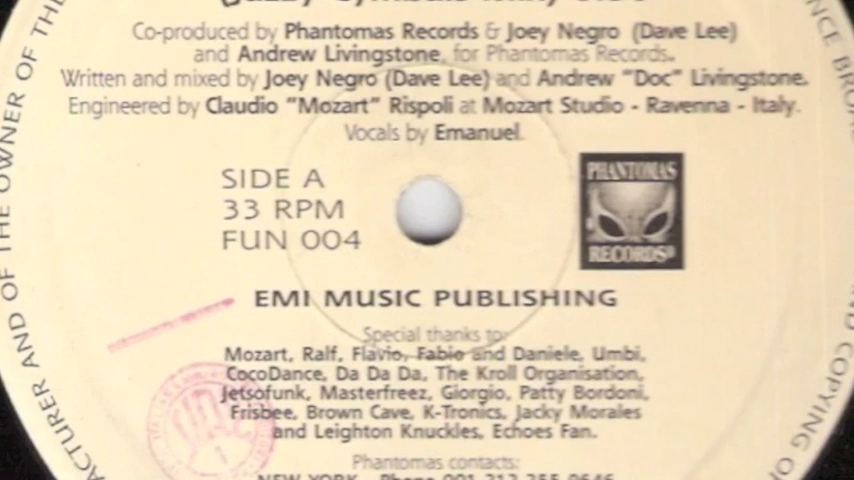 Co-produced by Phantomas Records & Joey Negro (Dave Lee)
and Andrew Livingstone, for Phantomas Records.
Written and mixed by Joey Negro (Dave Lee) and Andrew "Doc" Livingstone.
Engineered by Claudio "Mozart" Rispoli at Mozart Studio - Ravenna - Italy.
Vocals by Emanuel.
SIDE A
33 RPM
FUN 004
PHANTOMAS
RECORDS
EMI MUSIC PUBLISHING
Special thanks to:
Mozart, Ralf, Flavio, Fabio and Daniele, Umbi,
CocoDance, Da Da Da, The Kroll Organisation,
Jetsofunk, Masterfreez, Giorgio, Patty Bordoni,
Frisbee, Brown Cave, K-Tronics, Jacky Morales
and Leighton Knuckles, Echoes Fan.
Phantomas contacts:
NEW YORK - Phone
ACTURER AND OF THE OWNER OF THE
COPYING OF